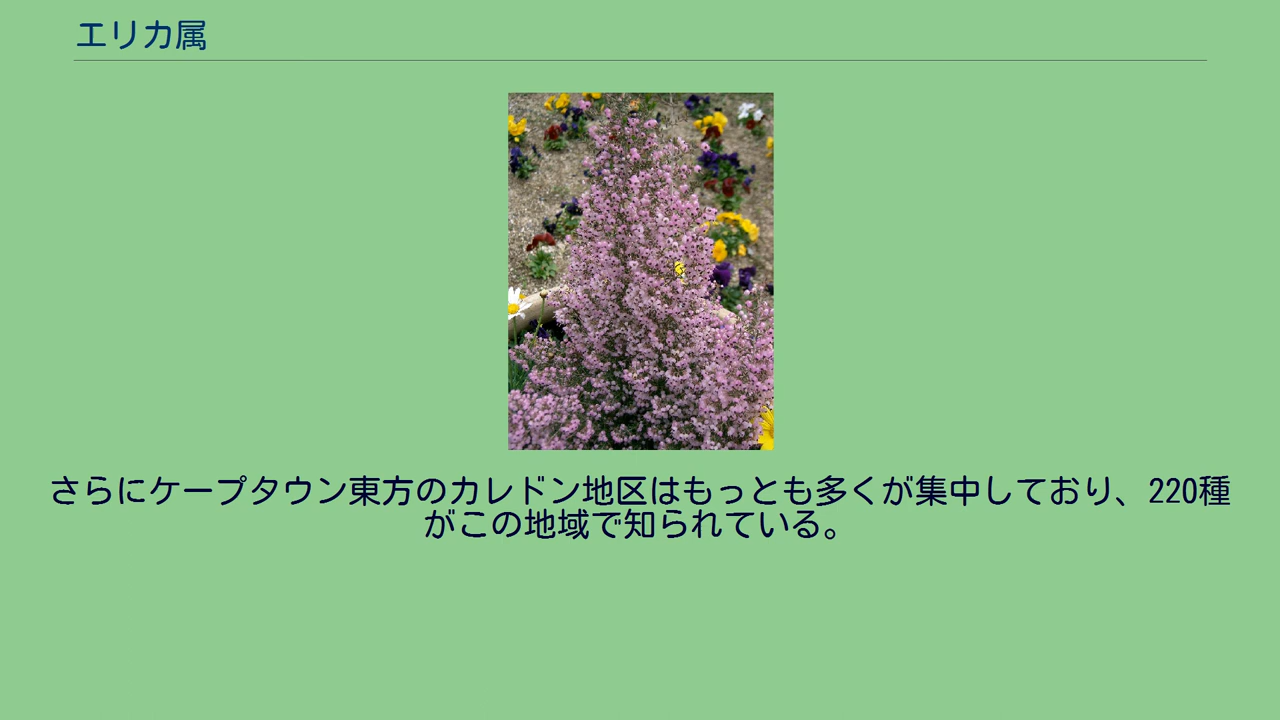 エリカ属
さらにケープタウン東方のカレドン地区はもっとも多くが集中しており、220種
がこの地域で知られている。